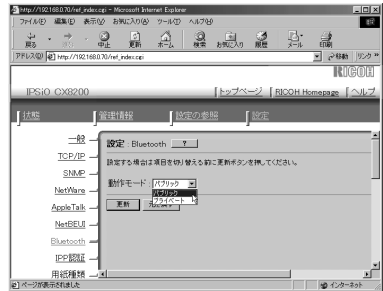 http://192.168.0.70/ref_index.cgi - Microsoft Internet Explorer
ファイル(F) 編集(E) 表示(V) お気に入り(A) ツール(T) ヘルプ(H)
戻る 中止 更新 ホーム 検索 お気に入り 履歴 メール 印刷
アドレス(D) http://192.168.0.70/ref_index.cgi 移動 リンク »
RICOH
IPSiO CX8200 トップページ RICOH Homepage ヘルプ
状態 管理情報 設定の参照 設定
一般
TCP/IP
SNMP
NetWare
AppleTalk
NetBEUI
Bluetooth
IPP認証
用紙種類
設定 : Bluetooth ?
設定する場合は項目を切り替える前に更新ボタンを押してください。
動作モード : パブリック
パブリック
プライベート
更新
ページが表示されました インターネット